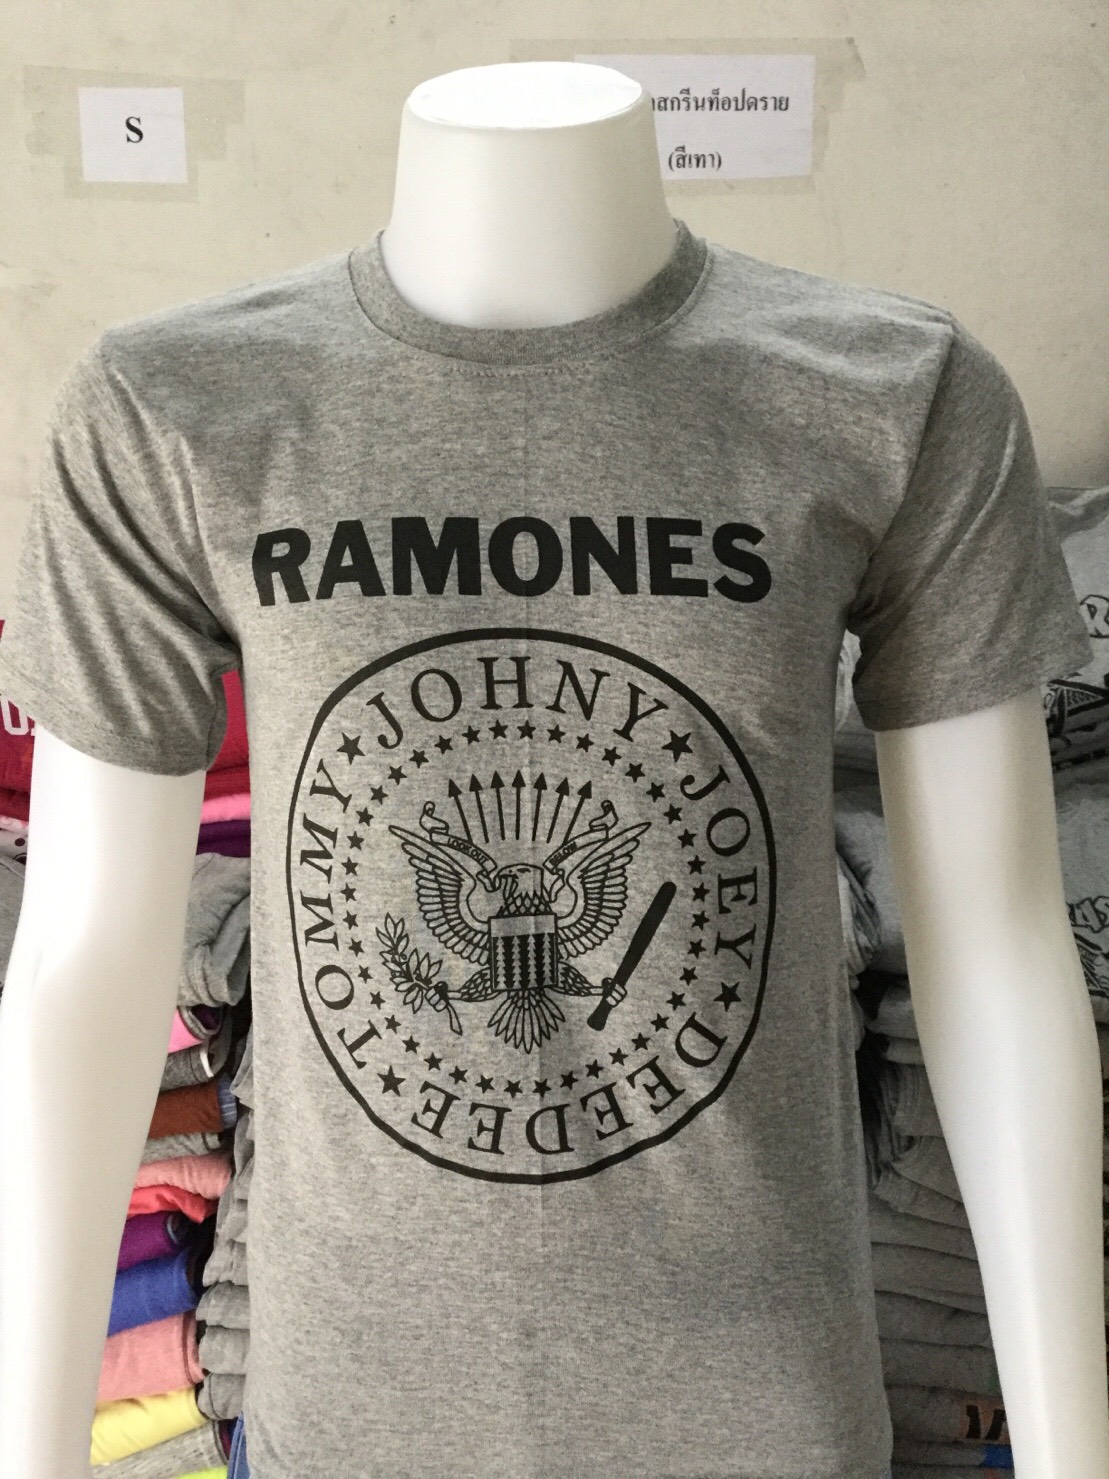 S
สกรีนท็อปดราย
(สีเทา)
RAMONES
JOHNY ★ JOEY ★ DEEDEE ★ TOMMY ★
LOOK OUT BELOW